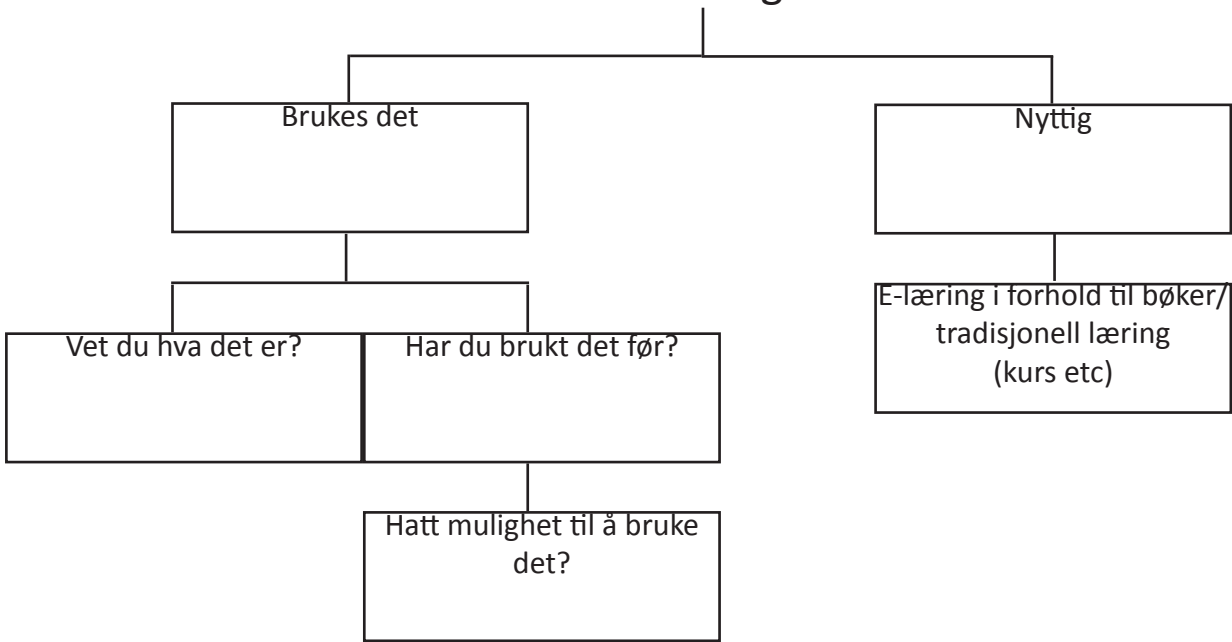 Brukes det
Nyttig
E-læring i forhold til bøker/
tradisjonell læring
(kurs etc)
Vet du hva det er?
Har du brukt det før?
Hatt mulighet til å bruke
det?